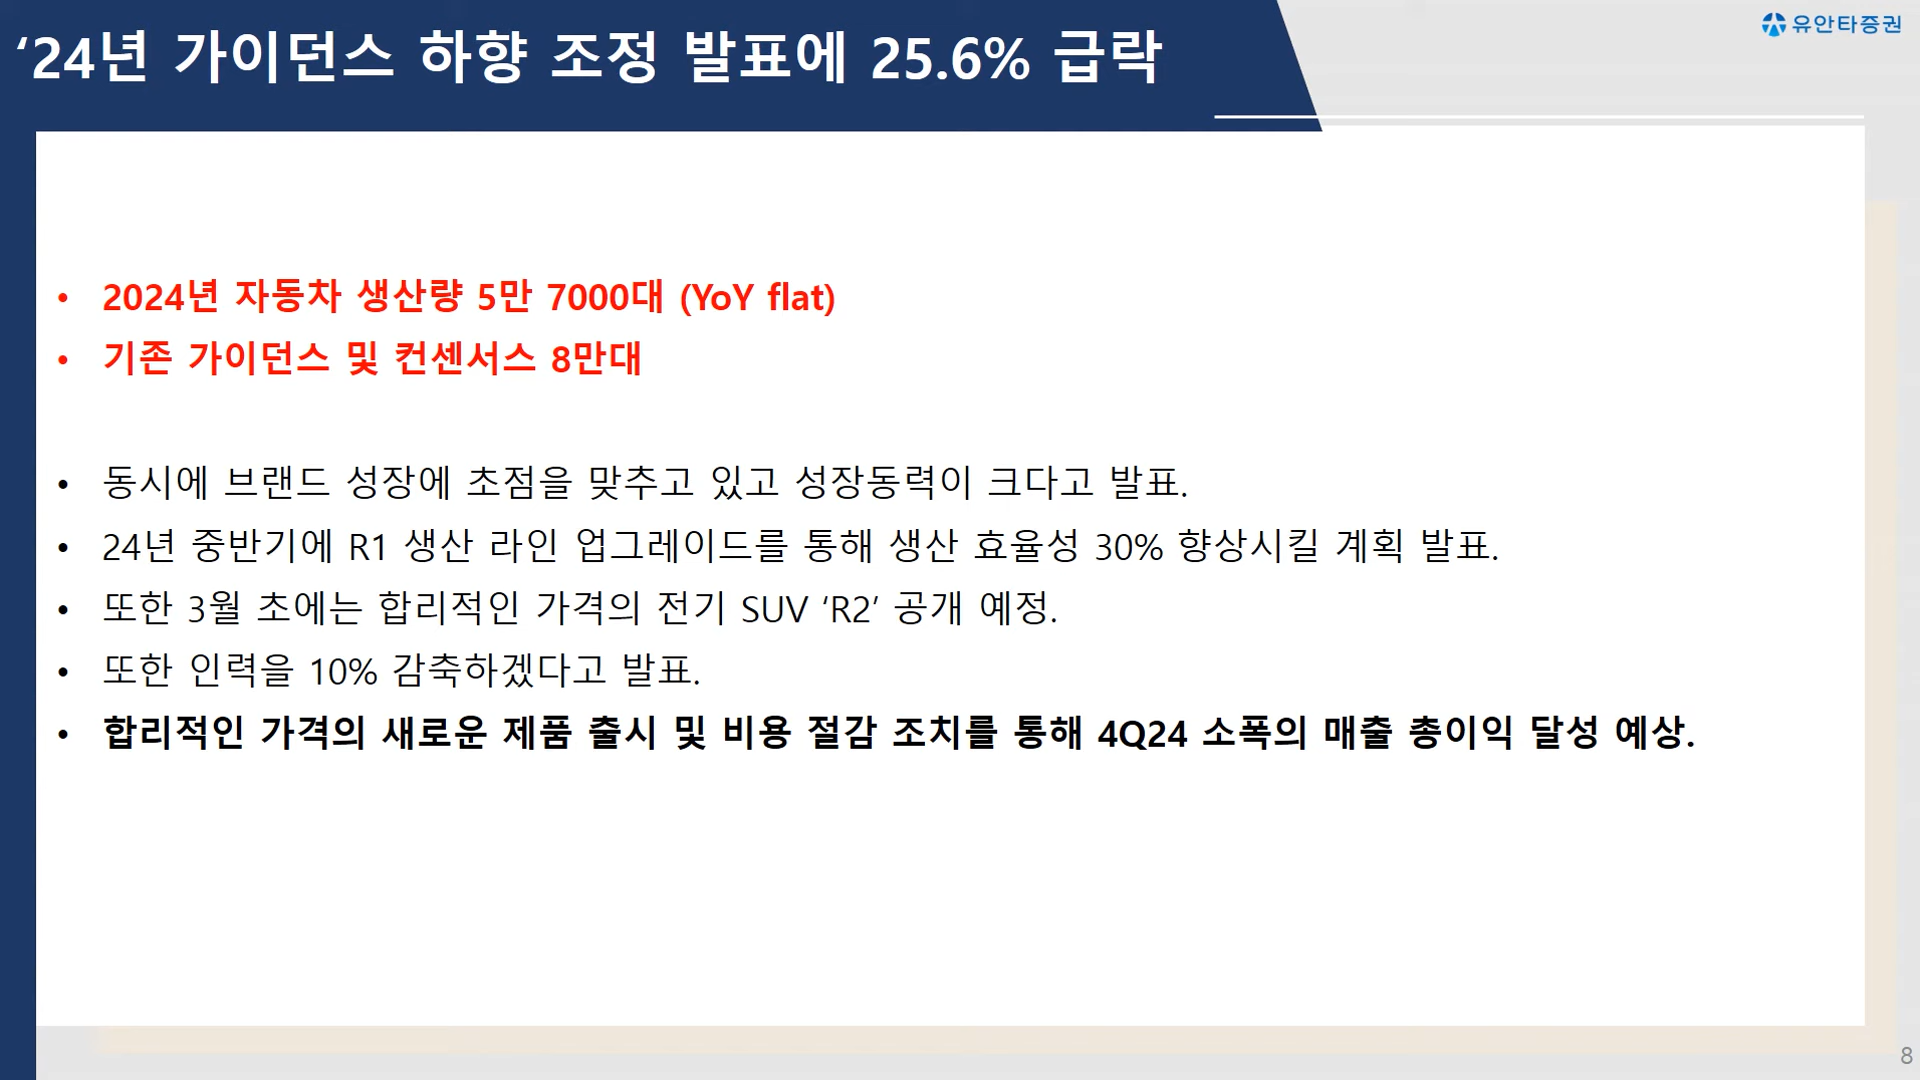 ‘24년 가이던스 하향 조정 발표에 25.6% 급락
유안타증권
• 2024년 자동차 생산량 5만 7000대 (YoY flat)
• 기존 가이던스 및 컨센서스 8만대
• 동시에 브랜드 성장에 초점을 맞추고 있고 성장동력이 크다고 발표.
• 24년 중반기에 R1 생산 라인 업그레이드를 통해 생산 효율성 30% 향상시킬 계획 발표.
• 또한 3월 초에는 합리적인 가격의 전기 SUV ‘R2’ 공개 예정.
• 또한 인력을 10% 감축하겠다고 발표.
• 합리적인 가격의 새로운 제품 출시 및 비용 절감 조치를 통해 4Q24 소폭의 매출 총이익 달성 예상.
8